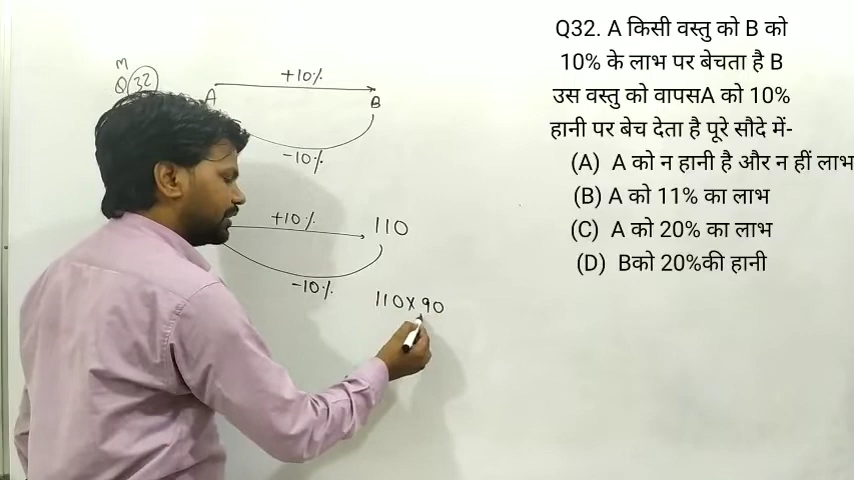 M
Q 32
A +10% B
-10%
+10% 110
-10%
110x90
Q32. A किसी वस्तु को B को
10% के लाभ पर बेचता है B
उस वस्तु को वापसA को 10%
हानी पर बेच देता है पूरे सौदे में-
(A) A को न हानी है और न हीं लाभ
(B) A को 11% का लाभ
(C) A को 20% का लाभ
(D) Bको 20%की हानी